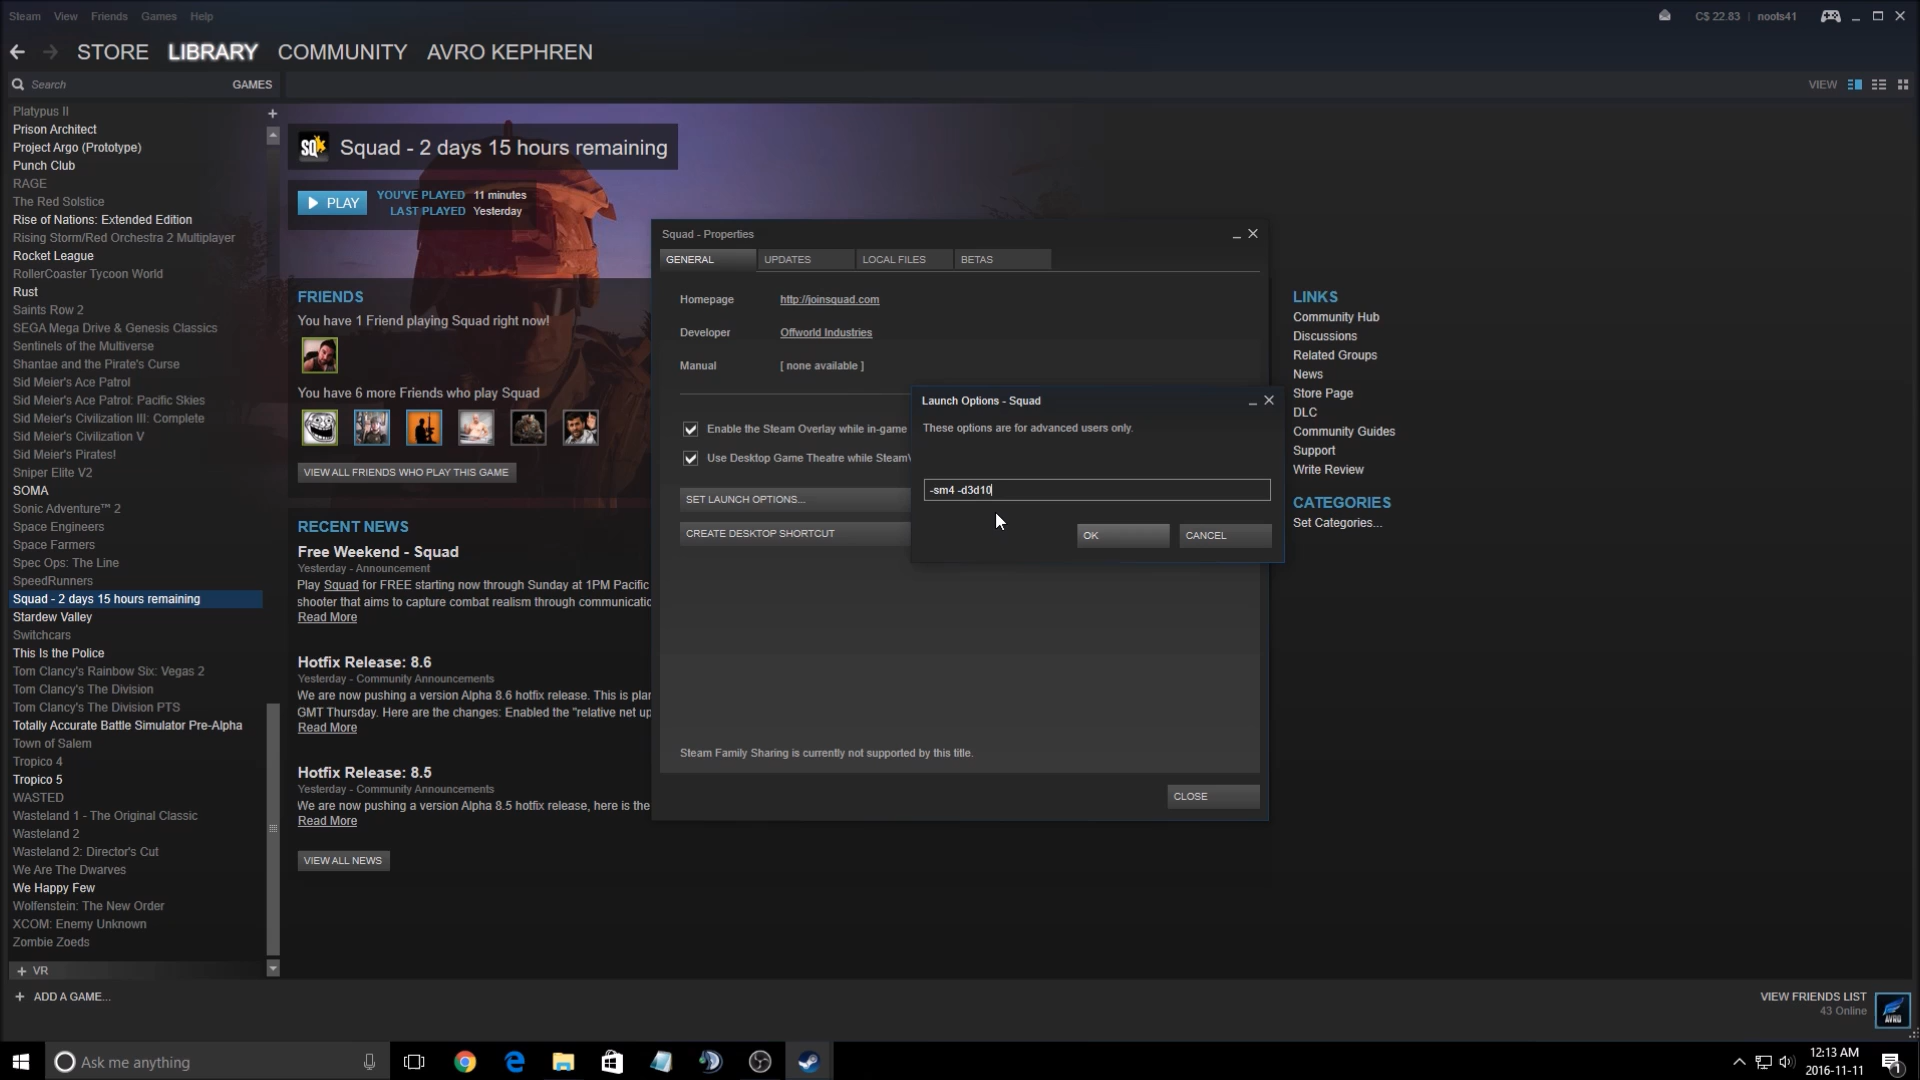 Steam View Friends Games Help
C$ 22.83 | noots41
STORE LIBRARY COMMUNITY AVRO KEPHREN
Search GAMES
VIEW
Platypus II
Prison Architect
Project Argo (Prototype)
Punch Club
RAGE
The Red Solstice
Rise of Nations: Extended Edition
Rising Storm/Red Orchestra 2 Multiplayer
Rocket League
RollerCoaster Tycoon World
Rust
Saints Row 2
SEGA Mega Drive & Genesis Classics
Sentinels of the Multiverse
Shantae and the Pirate's Curse
Sid Meier's Ace Patrol
Sid Meier's Ace Patrol: Pacific Skies
Sid Meier's Civilization III: Complete
Sid Meier's Civilization V
Sid Meier's Pirates!
Sniper Elite V2
SOMA
Sonic Adventure™ 2
Space Engineers
Space Farmers
Spec Ops: The Line
SpeedRunners
Squad - 2 days 15 hours remaining
Stardew Valley
Switchcars
This Is the Police
Tom Clancy's Rainbow Six: Vegas 2
Tom Clancy's The Division
Tom Clancy's The Division PTS
Totally Accurate Battle Simulator Pre-Alpha
Town of Salem
Tropico 4
Tropico 5
WASTED
Wasteland 1 - The Original Classic
Wasteland 2
Wasteland 2: Director's Cut
We Are The Dwarves
We Happy Few
Wolfenstein: The New Order
XCOM: Enemy Unknown
Zombie Zoeds
+ VR
+ ADD A GAME...
SQ
Squad - 2 days 15 hours remaining
PLAY
YOU'VE PLAYED 11 minutes
LAST PLAYED Yesterday
FRIENDS
You have 1 Friend playing Squad right now!
You have 6 more Friends who play Squad
VIEW ALL FRIENDS WHO PLAY THIS GAME
RECENT NEWS
Free Weekend - Squad
Yesterday - Announcement
Play Squad for FREE starting now through Sunday at 1PM Pacific
shooter that aims to capture combat realism through communicatio
Read More
Hotfix Release: 8.6
Yesterday - Community Announcements
We are now pushing a version Alpha 8.6 hotfix release. This is plan
GMT Thursday. Here are the changes: Enabled the "relative net up
Read More
Hotfix Release: 8.5
Yesterday - Community Announcements
We are now pushing a version Alpha 8.5 hotfix release, here is the
Read More
VIEW ALL NEWS
Squad - Properties
GENERAL UPDATES LOCAL FILES BETAS
Homepage http://joinsquad.com
Developer Offworld Industries
Manual [ none available ]
Enable the Steam Overlay while in-game
Use Desktop Game Theatre while SteamV
SET LAUNCH OPTIONS...
CREATE DESKTOP SHORTCUT
Steam Family Sharing is currently not supported by this title.
CLOSE
Launch Options - Squad
These options are for advanced users only.
-sm4 -d3d10
OK CANCEL
LINKS
Community Hub
Discussions
Related Groups
News
Store Page
DLC
Community Guides
Support
Write Review
CATEGORIES
Set Categories...
VIEW FRIENDS LIST
43 Online
AVRO
Ask me anything
12:13 AM
2016-11-11
1